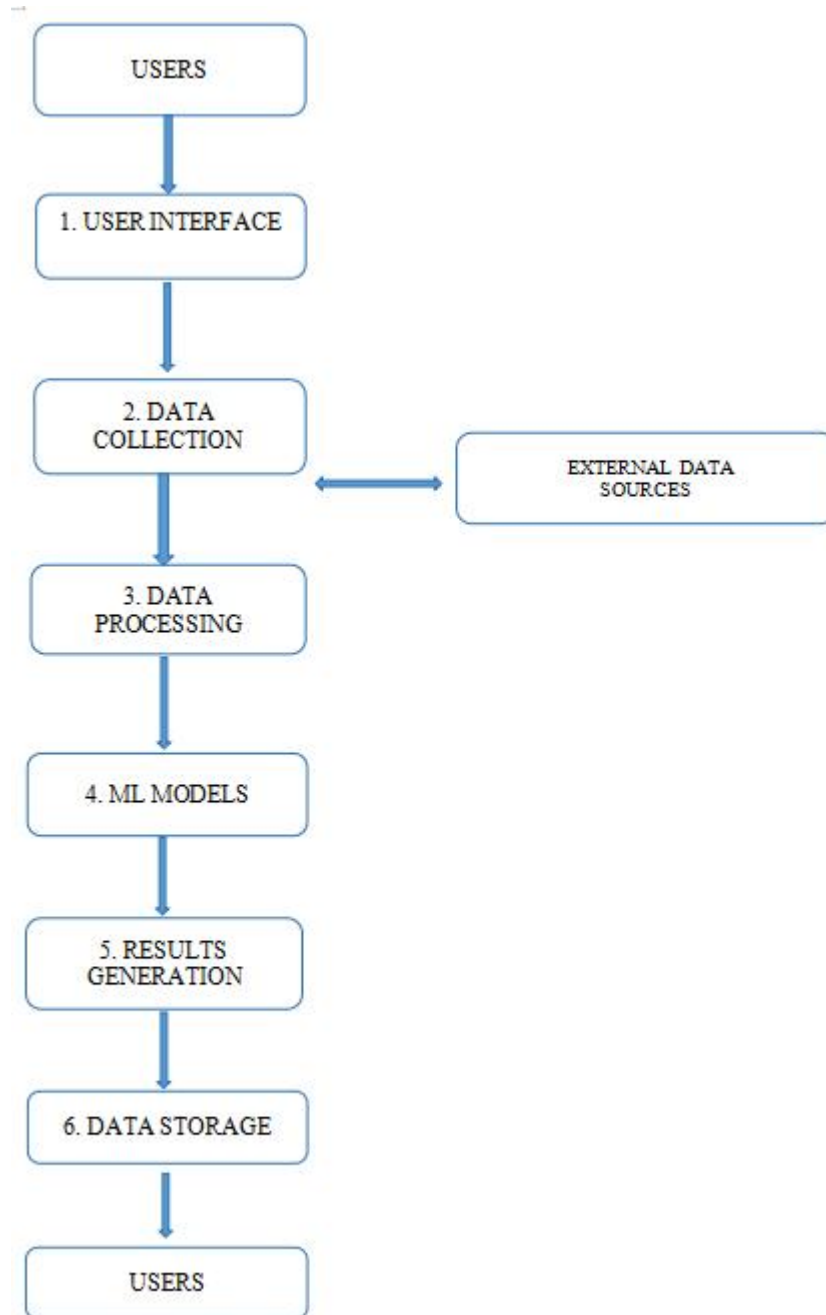 USERS
1. USER INTERFACE
2. DATA
COLLECTION
EXTERNAL DATA
SOURCES
3. DATA
PROCESSING
4. ML MODELS
5. RESULTS
GENERATION
6. DATA STORAGE
USERS